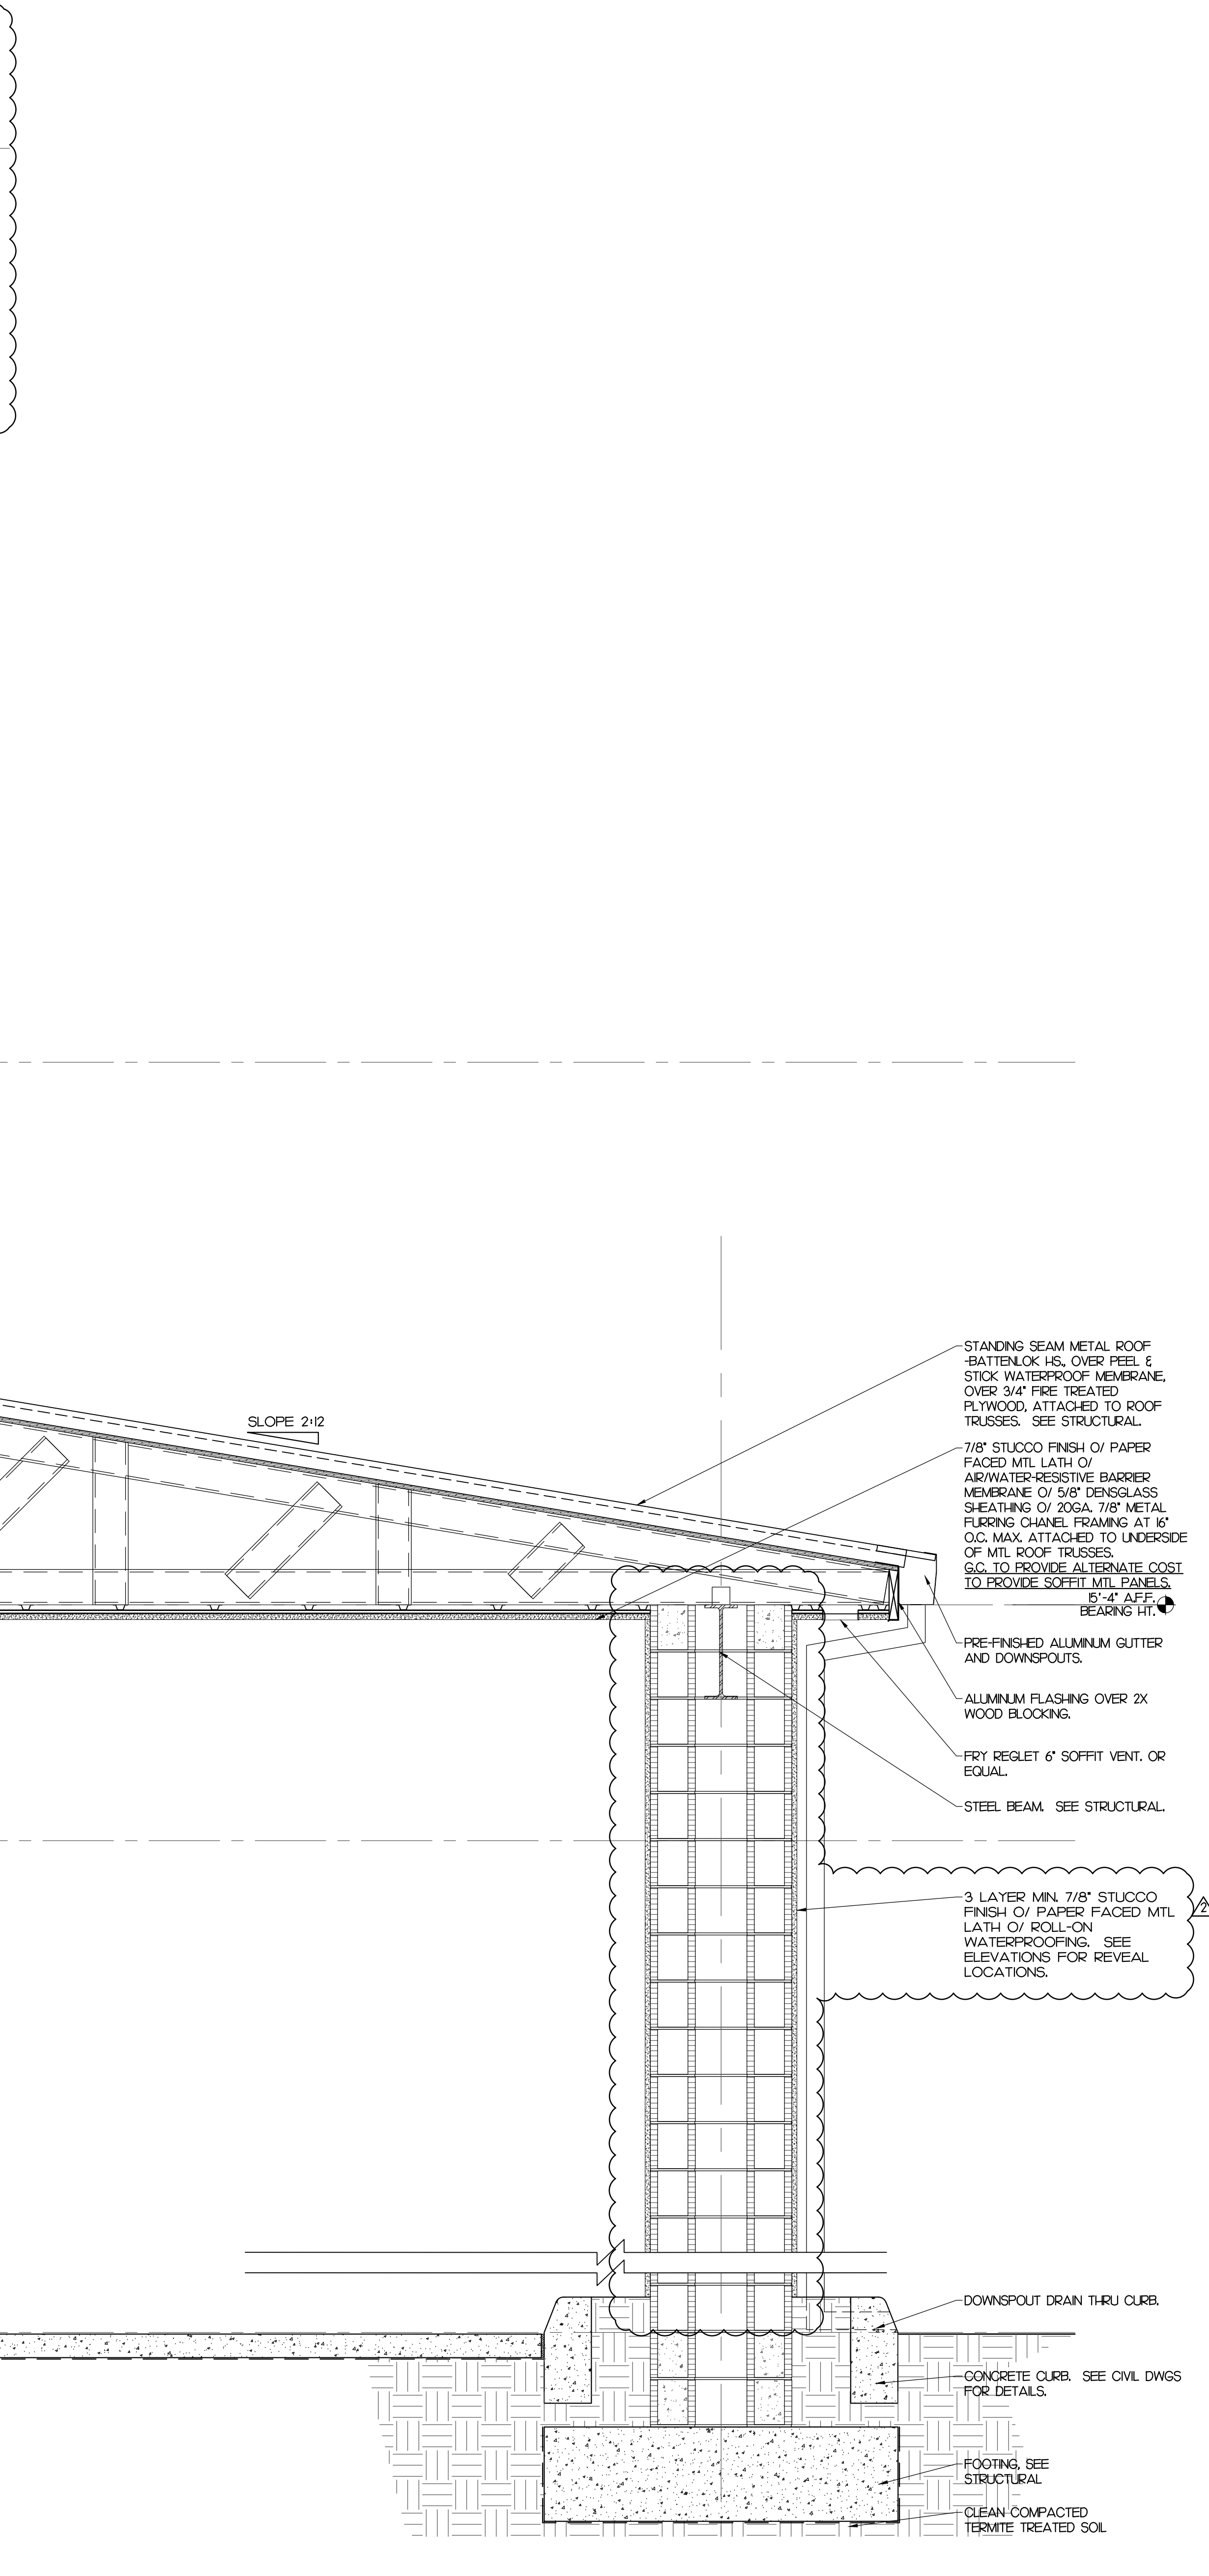 SLOPE 2:12
STANDING SEAM METAL ROOF
-BATTENLOK HS., OVER PEEL &
STICK WATERPROOF MEMBRANE,
OVER 3/4" FIRE TREATED
PLYWOOD, ATTACHED TO ROOF
TRUSSES. SEE STRUCTURAL.
7/8" STUCCO FINISH O/ PAPER
FACED MTL LATH O/
AIR/WATER-RESISTIVE BARRIER
MEMBRANE O/ 5/8" DENSGLASS
SHEATHING O/ 20GA. 7/8" METAL
FURRING CHANEL FRAMING AT 16"
O.C. MAX. ATTACHED TO UNDERSIDE
OF MTL ROOF TRUSSES.
G.C. TO PROVIDE ALTERNATE COST
TO PROVIDE SOFFIT MTL PANELS.
15'-4" A.F.F.
BEARING HT.
PRE-FINISHED ALUMINUM GUTTER
AND DOWNSPOUTS.
ALUMINUM FLASHING OVER 2X
WOOD BLOCKING.
FRY REGLET 6" SOFFIT VENT. OR
EQUAL.
STEEL BEAM. SEE STRUCTURAL.
3 LAYER MIN. 7/8" STUCCO
FINISH O/ PAPER FACED MTL
LATH O/ ROLL-ON
WATERPROOFING. SEE
ELEVATIONS FOR REVEAL
LOCATIONS.
2
DOWNSPOUT DRAIN THRU CURB.
CONCRETE CURB. SEE CIVIL DWGS
FOR DETAILS.
FOOTING, SEE
STRUCTURAL
CLEAN COMPACTED
TERMITE TREATED SOIL